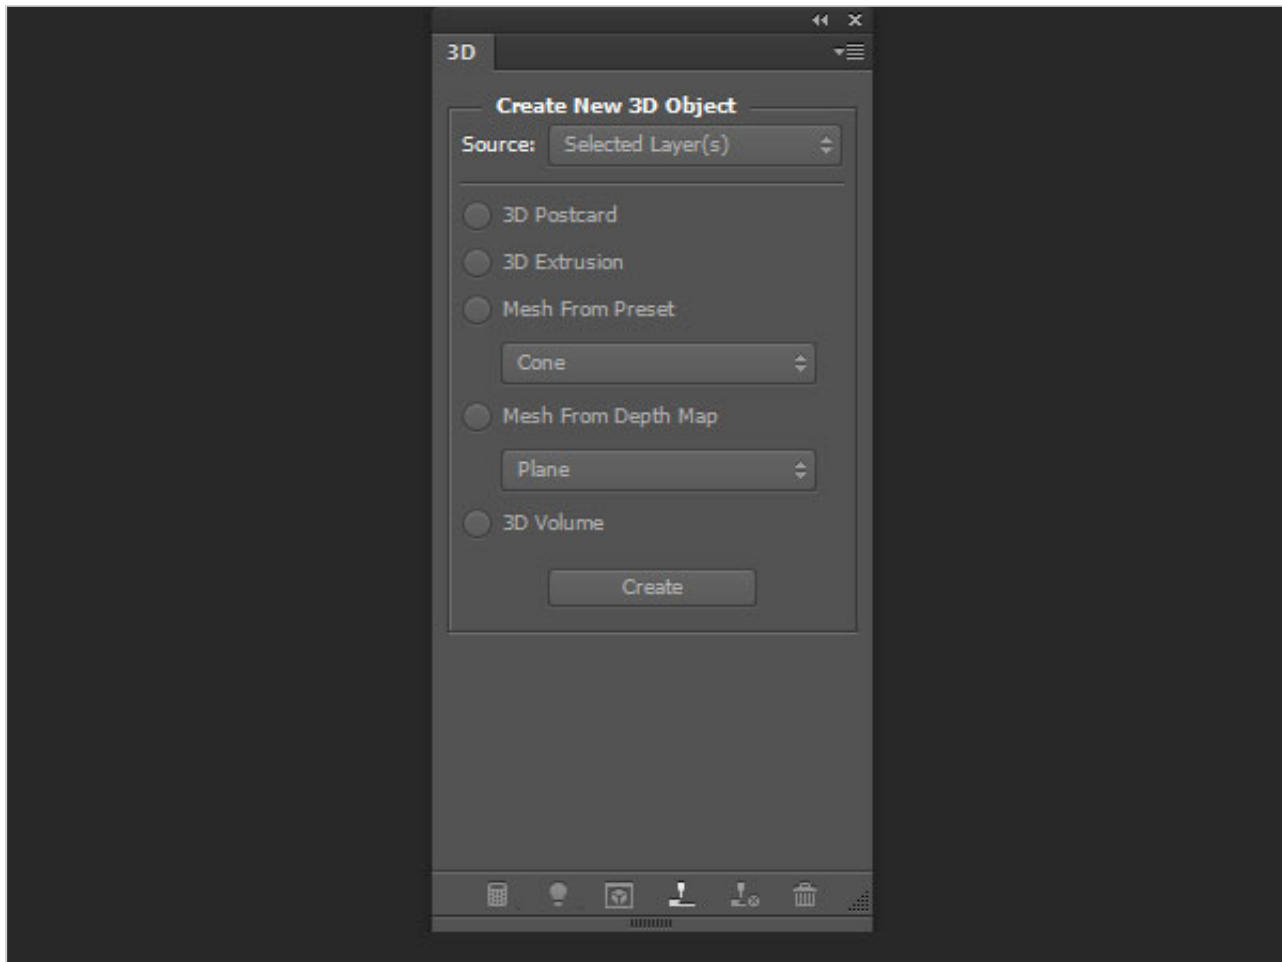 3D
Create New 3D Object
Source: Selected Layer(s)
3D Postcard
3D Extrusion
Mesh From Preset
Cone
Mesh From Depth Map
Plane
3D Volume
Create